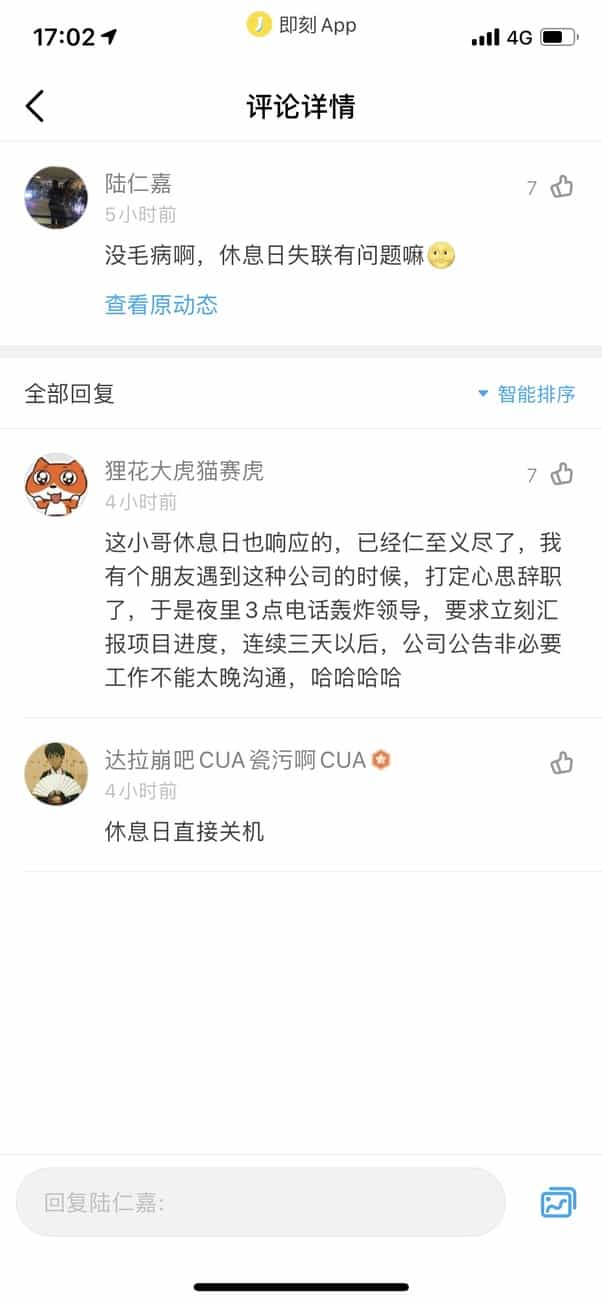 17:02
即刻 App
4G
评论详情
陆仁嘉
7
5小时前
没毛病啊，休息日失联有问题嘛
查看原动态
全部回复
智能排序
狸花大虎猫赛虎
7
4小时前
这小哥休息日也响应的，已经仁至义尽了，我
有个朋友遇到这种公司的时候，打定心思辞职
了，于是夜里3点电话轰炸领导，要求立刻汇
报项目进度，连续三天以后，公司公告非必要
工作不能太晚沟通，哈哈哈哈
达拉崩吧CUA瓷污啊CUA
4小时前
休息日直接关机
回复陆仁嘉: